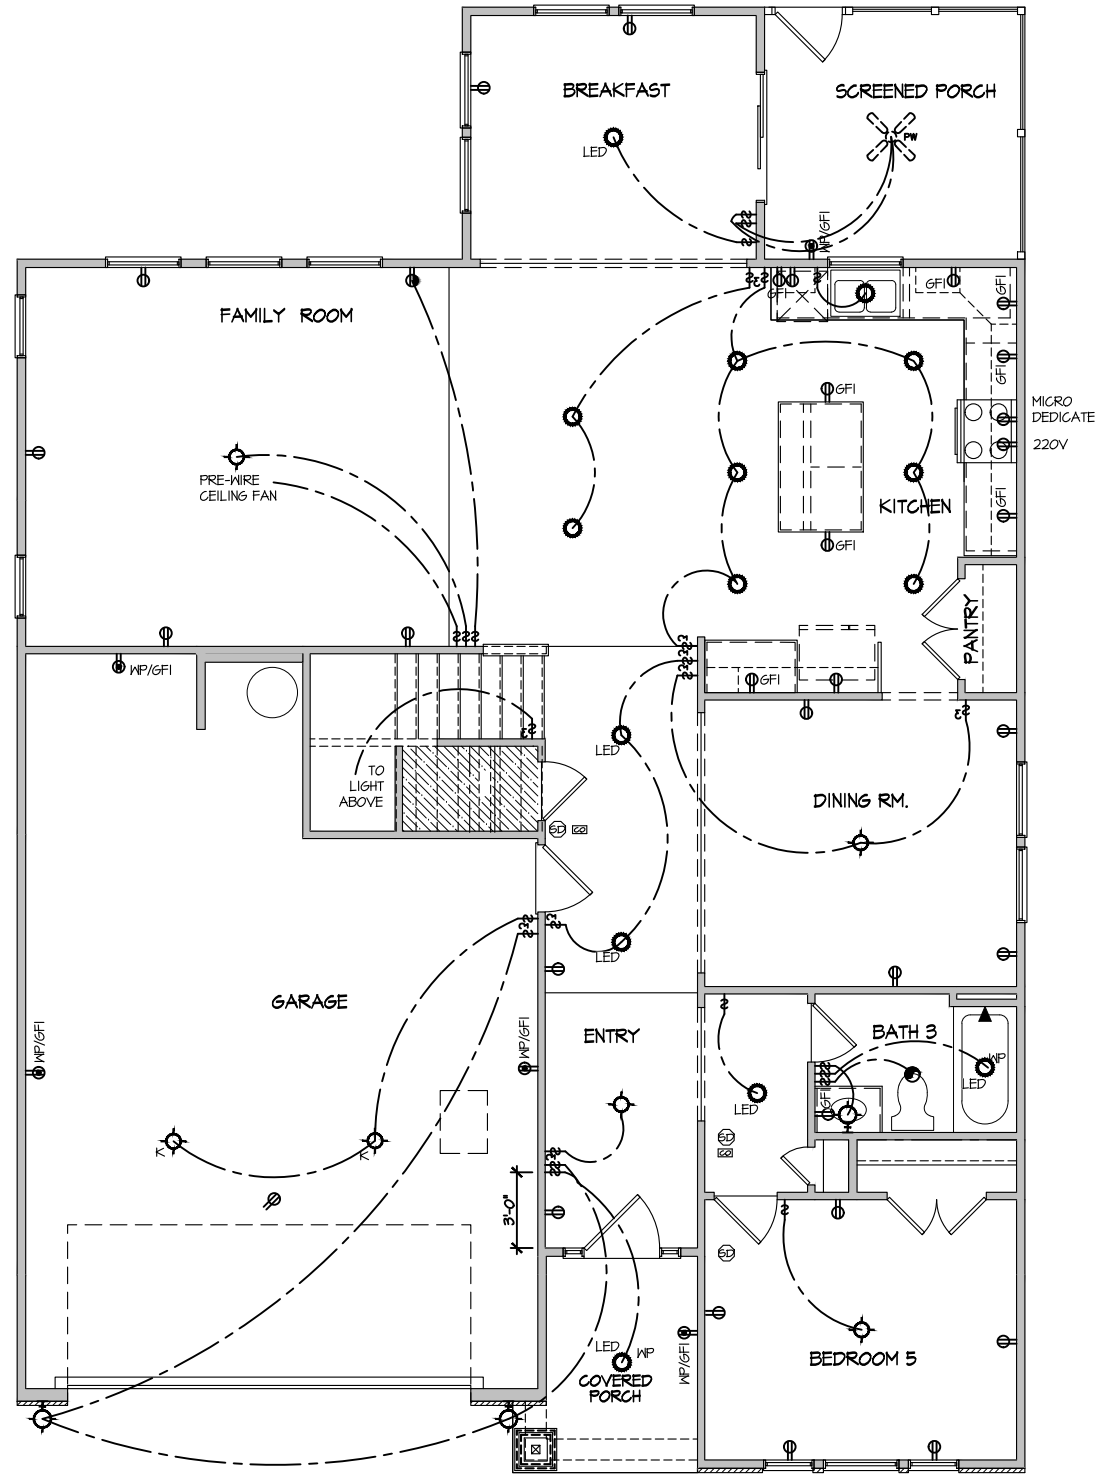 BREAKFAST
SCREENED PORCH
PW
LED
WP/GFI
FAMILY ROOM
GFI
GFI
GFI
GFI
GFI
MICRO
DEDICATE
220V
PRE-WIRE
CEILING FAN
GFI
KITCHEN
GFI
PANTRY
WP/GFI
GFI
LED
TO
LIGHT
ABOVE
DINING RM.
SD
CO
LED
GARAGE
ENTRY
BATH 3
WP/GFI
WP/GFI
WP
LED
GFI
LED
K
K
SD
CO
3'-0"
SD
LED
WP
WP/GFI
COVERED
PORCH
BEDROOM 5